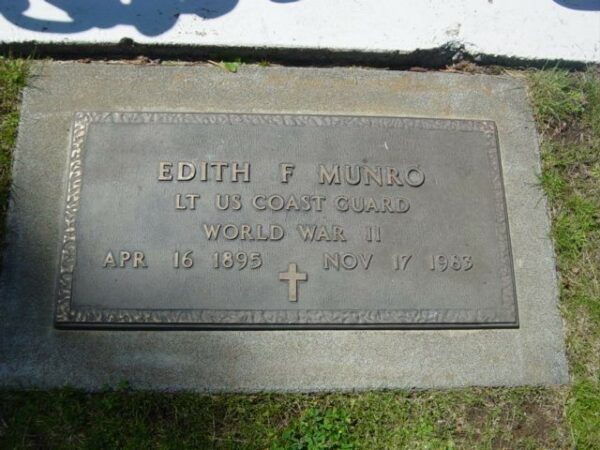 EDITH F MUNRO
LT US COAST GUARD
WORLD WAR II
APR 16 1895 NOV 17 1983